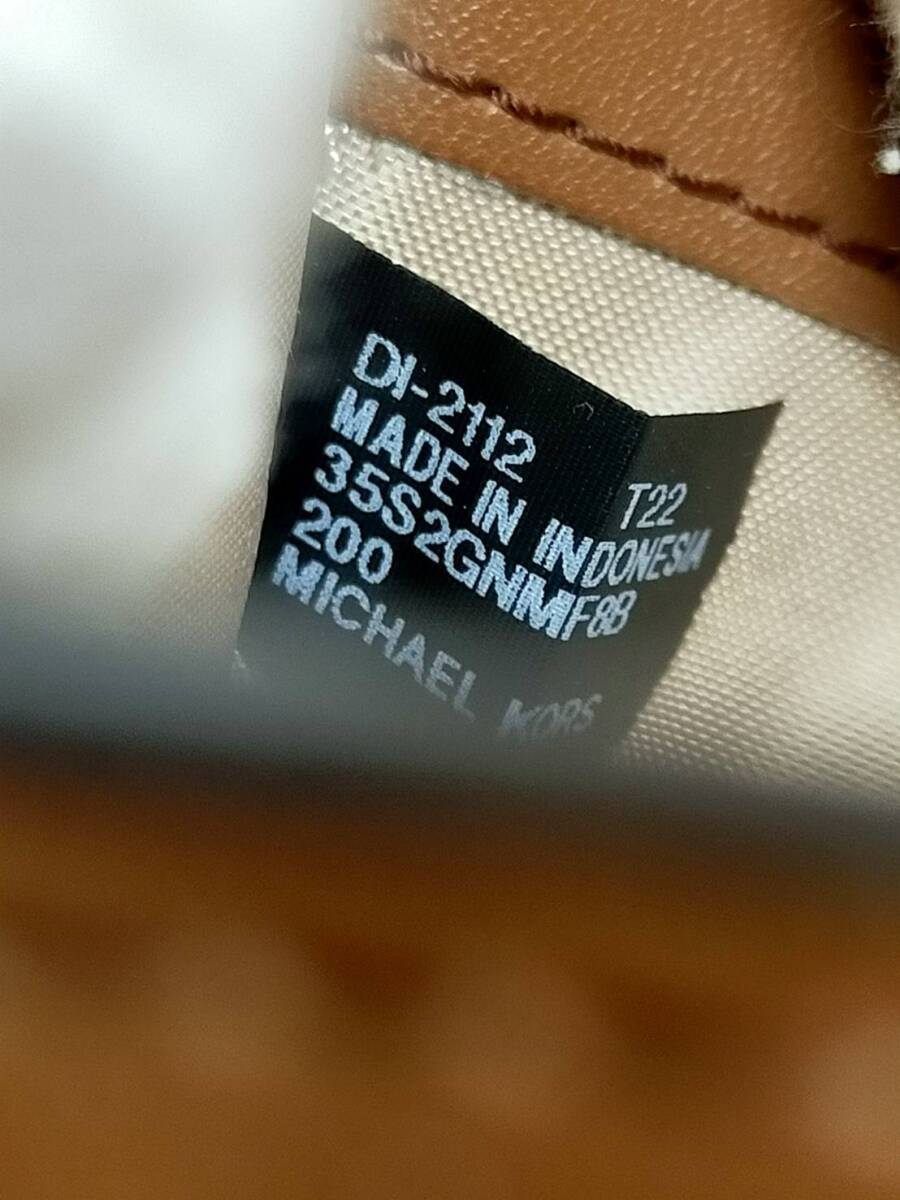 DI-2112 T22
MADE IN INDONESIA
35S2GNMF8B
200
MICHAEL KORS